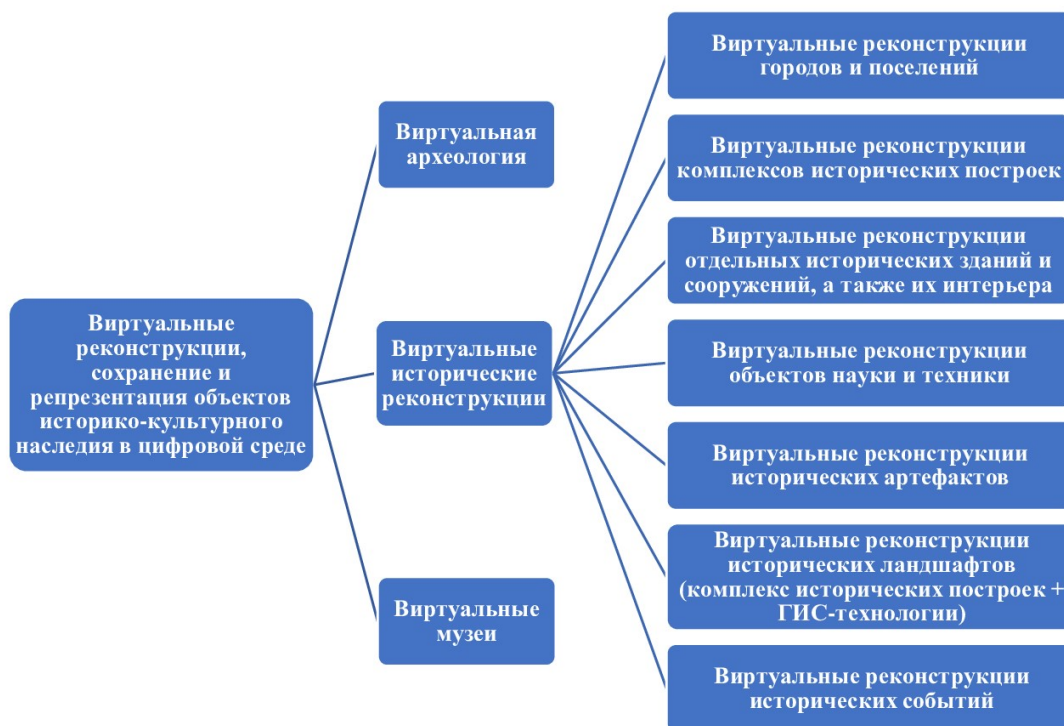 Виртуальные
реконструкции,
сохранение и
репрезентация объектов
историко-культурного
наследия в цифровой среде
Виртуальная
археология
Виртуальные
исторические
реконструкции
Виртуальные
музеи
Виртуальные реконструкции
городов и поселений
Виртуальные реконструкции
комплексов исторических построек
Виртуальные реконструкции
отдельных исторических зданий и
сооружений, а также их интерьера
Виртуальные реконструкции
объектов науки и техники
Виртуальные реконструкции
исторических артефактов
Виртуальные реконструкции
исторических ландшафтов
(комплекс исторических построек +
ГИС-технологии)
Виртуальные реконструкции
исторических событий